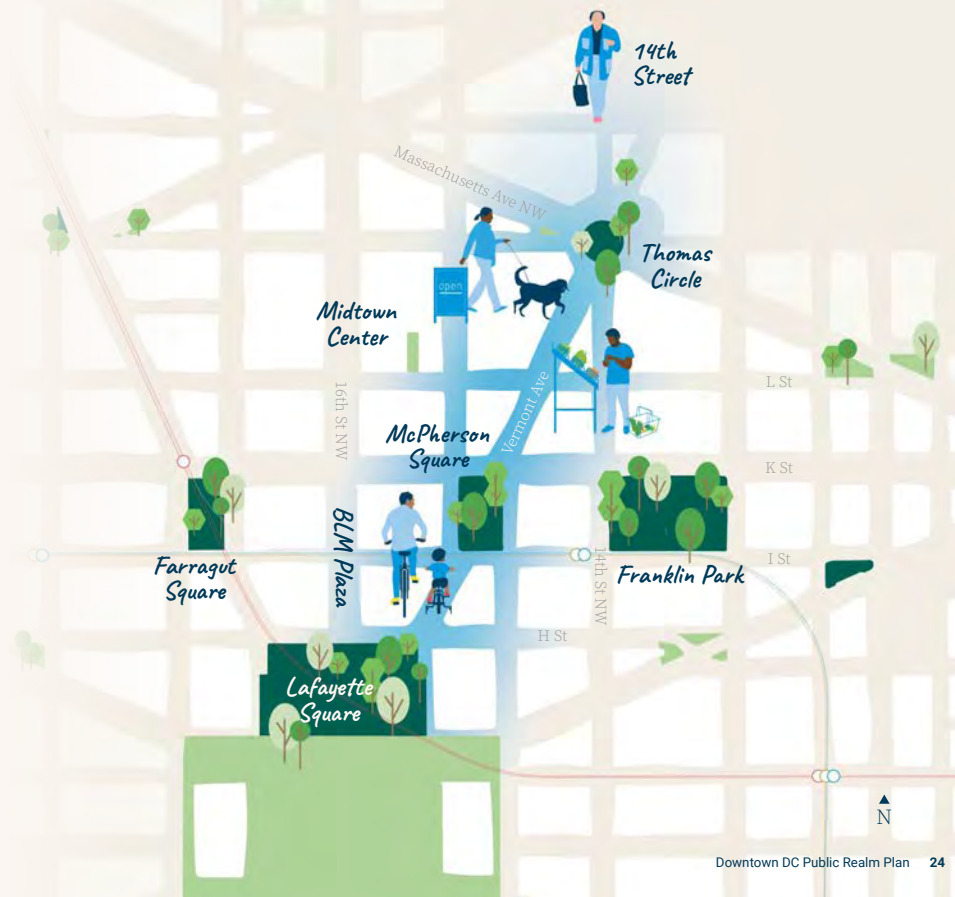 14th
Street
Massachusetts Ave NW
Thomas
Circle
open
Midtown
Center
L St
16th St NW
Vermont Ave
McPherson
Square
K St
BLM Plaza
Farragut
Square
14th St NW
I St
Franklin Park
H St
Lafayette
Square
N
Downtown DC Public Realm Plan 24